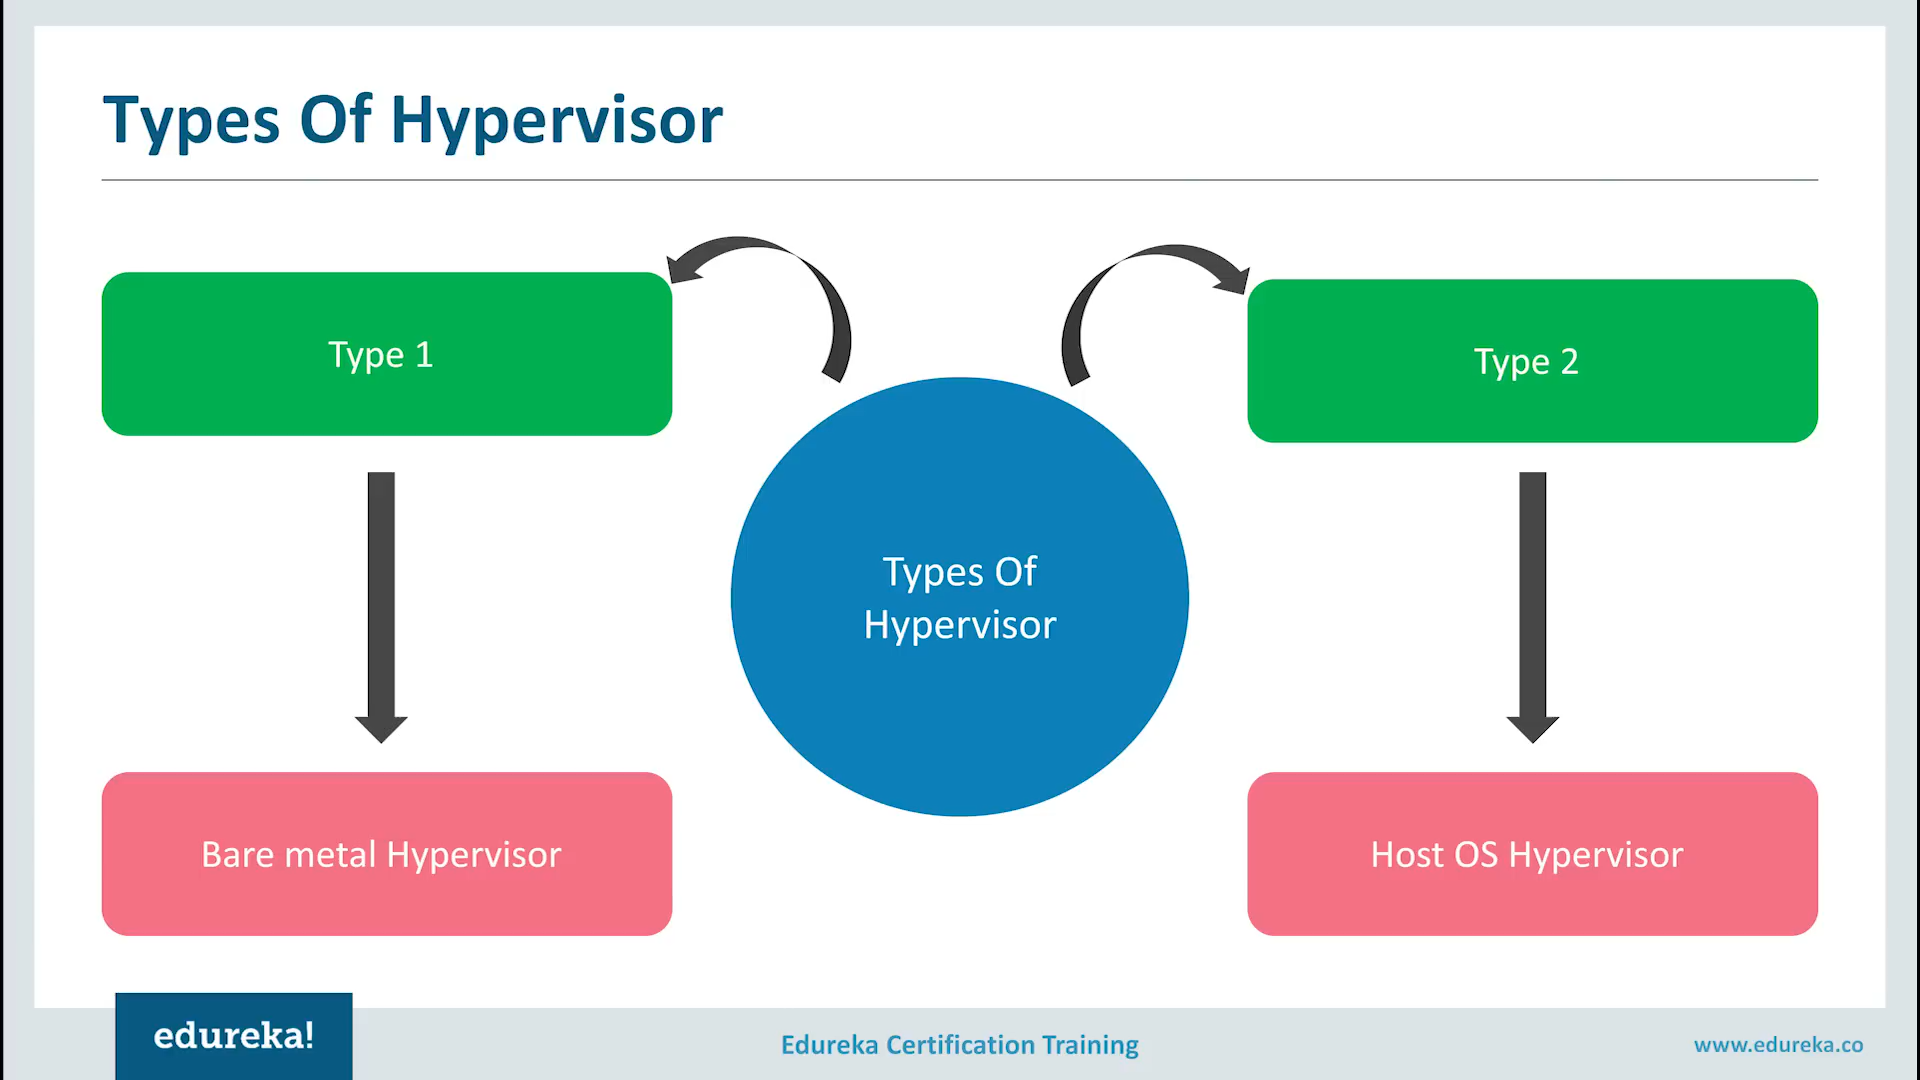 Types Of Hypervisor
Type 1
Type 2
Types Of
Hypervisor
Bare metal Hypervisor
Host OS Hypervisor
edureka!
Edureka Certification Training
www.edureka.co